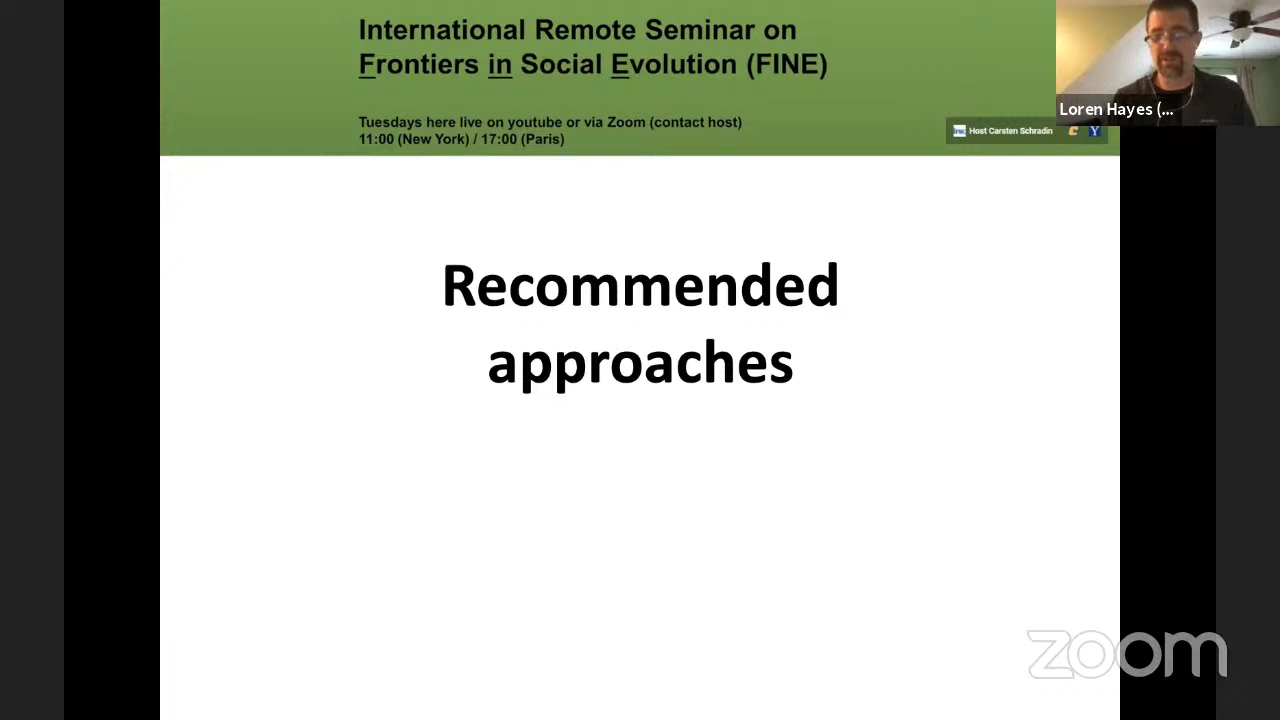 International Remote Seminar on
Frontiers in Social Evolution (FINE)
Tuesdays here live on youtube or via Zoom (contact host)
11:00 (New York) / 17:00 (Paris)
Loren Hayes (...
Host Carsten Schradin
Recommended
approaches
zoom